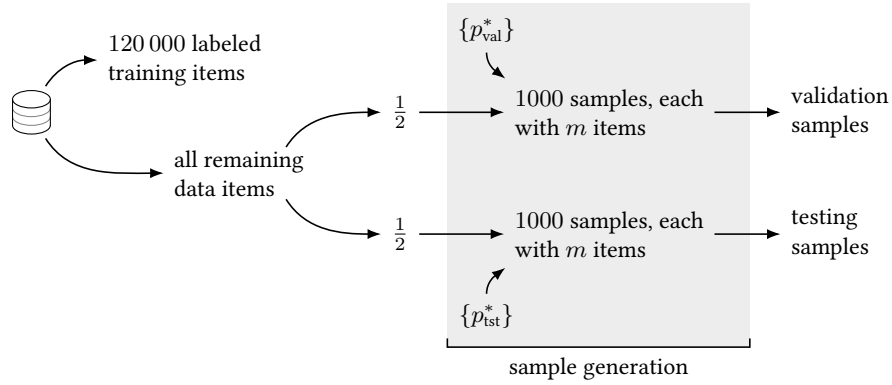 {p*val}
120 000 labeled
training items
1/2
1000 samples, each
with m items
validation
samples
all remaining
data items
1/2
1000 samples, each
with m items
testing
samples
{p*tst}
sample generation